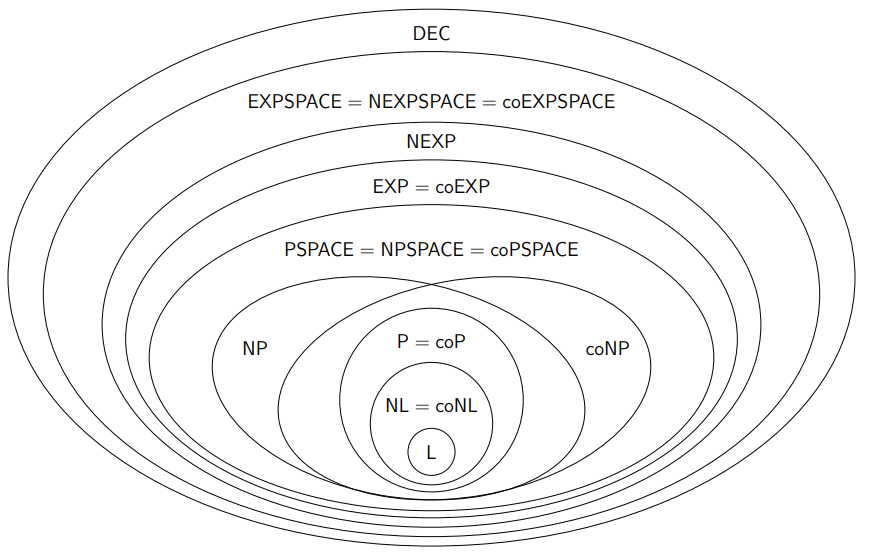 DEC
EXPSPACE = NEXPSPACE = coEXPSPACE
NEXP
EXP = coEXP
PSPACE = NPSPACE = coPSPACE
P = coP
NP
coNP
NL = coNL
L